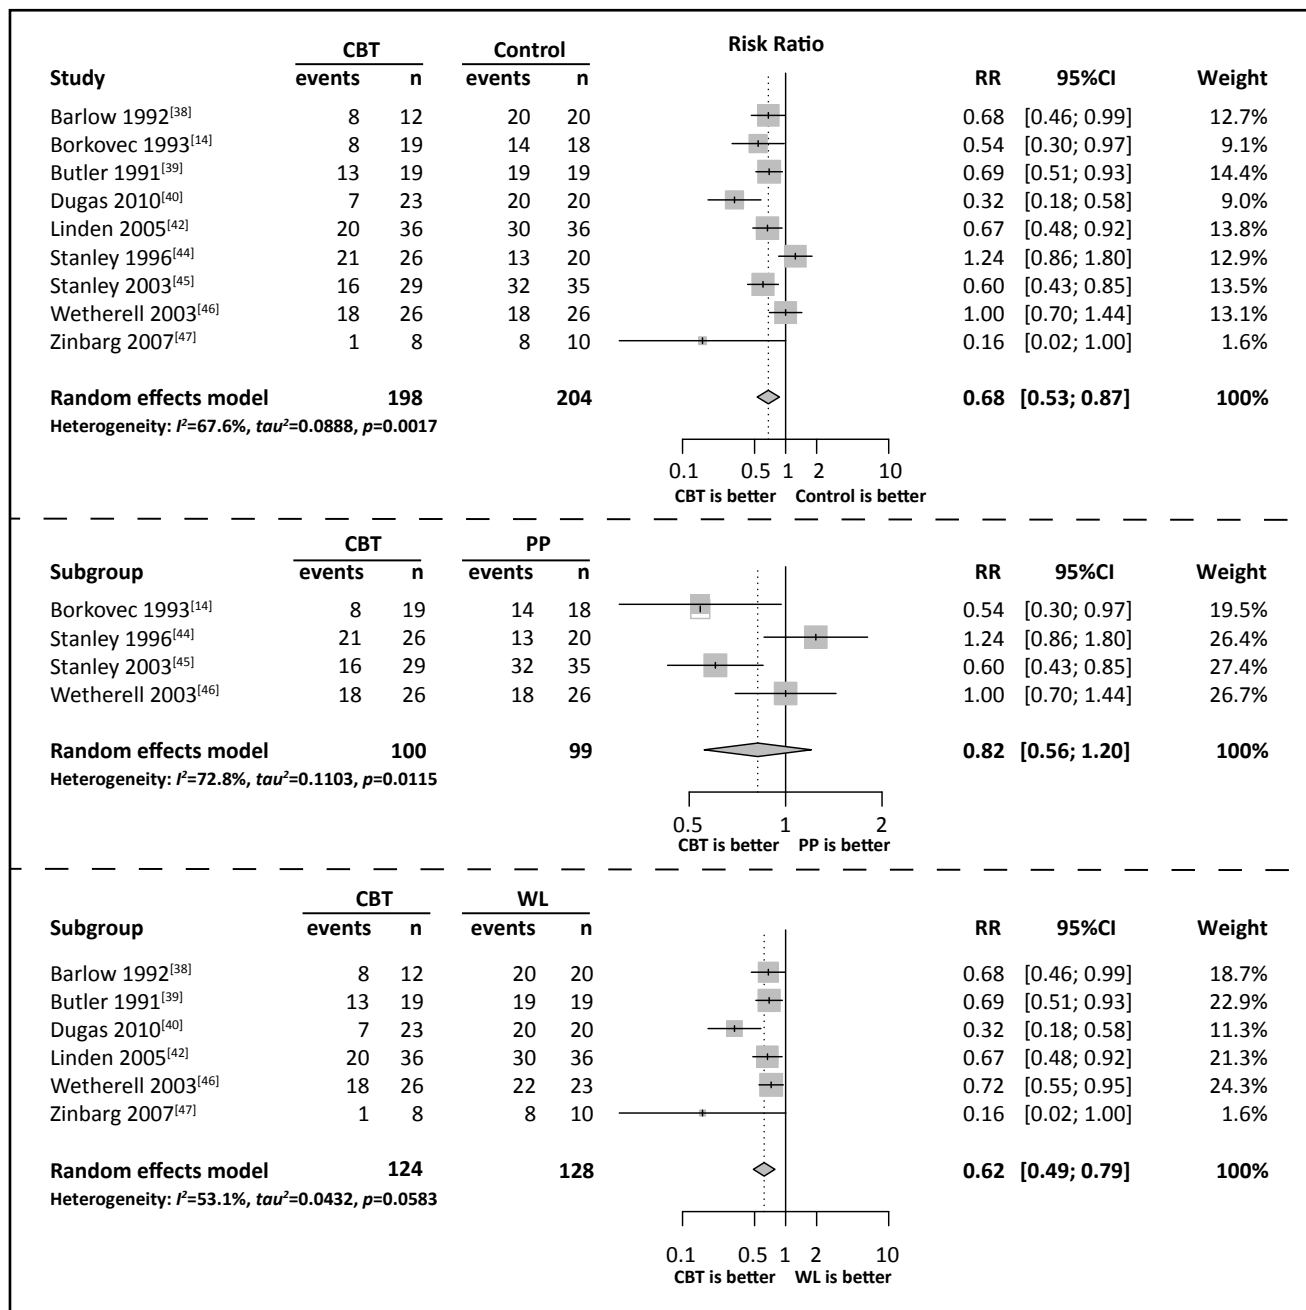 CBT Control Risk Ratio
Study events n events n RR 95%CI Weight
Barlow 1992[38] 8 12 20 20 0.68 [0.46; 0.99] 12.7%
Borkovec 1993[14] 8 19 14 18 0.54 [0.30; 0.97] 9.1%
Butler 1991[39] 13 19 19 19 0.69 [0.51; 0.93] 14.4%
Dugas 2010[40] 7 23 20 20 0.32 [0.18; 0.58] 9.0%
Linden 2005[42] 20 36 30 36 0.67 [0.48; 0.92] 13.8%
Stanley 1996[44] 21 26 13 20 1.24 [0.86; 1.80] 12.9%
Stanley 2003[45] 16 29 32 35 0.60 [0.43; 0.85] 13.5%
Wetherell 2003[46] 18 26 18 26 1.00 [0.70; 1.44] 13.1%
Zinbarg 2007[47] 1 8 8 10 0.16 [0.02; 1.00] 1.6%
Random effects model 198 204 0.68 [0.53; 0.87] 100%
Heterogeneity: I²=67.6%, tau²=0.0888, p=0.0017
0.1 0.5 1 2 10
CBT is better Control is better
CBT PP
Subgroup events n events n RR 95%CI Weight
Borkovec 1993[14] 8 19 14 18 0.54 [0.30; 0.97] 19.5%
Stanley 1996[44] 21 26 13 20 1.24 [0.86; 1.80] 26.4%
Stanley 2003[45] 16 29 32 35 0.60 [0.43; 0.85] 27.4%
Wetherell 2003[46] 18 26 18 26 1.00 [0.70; 1.44] 26.7%
Random effects model 100 99 0.82 [0.56; 1.20] 100%
Heterogeneity: I²=72.8%, tau²=0.1103, p=0.0115
0.5 1 2
CBT is better PP is better
CBT WL
Subgroup events n events n RR 95%CI Weight
Barlow 1992[38] 8 12 20 20 0.68 [0.46; 0.99] 18.7%
Butler 1991[39] 13 19 19 19 0.69 [0.51; 0.93] 22.9%
Dugas 2010[40] 7 23 20 20 0.32 [0.18; 0.58] 11.3%
Linden 2005[42] 20 36 30 36 0.67 [0.48; 0.92] 21.3%
Wetherell 2003[46] 18 26 22 23 0.72 [0.55; 0.95] 24.3%
Zinbarg 2007[47] 1 8 8 10 0.16 [0.02; 1.00] 1.6%
Random effects model 124 128 0.62 [0.49; 0.79] 100%
Heterogeneity: I²=53.1%, tau²=0.0432, p=0.0583
0.1 0.5 1 2 10
CBT is better WL is better